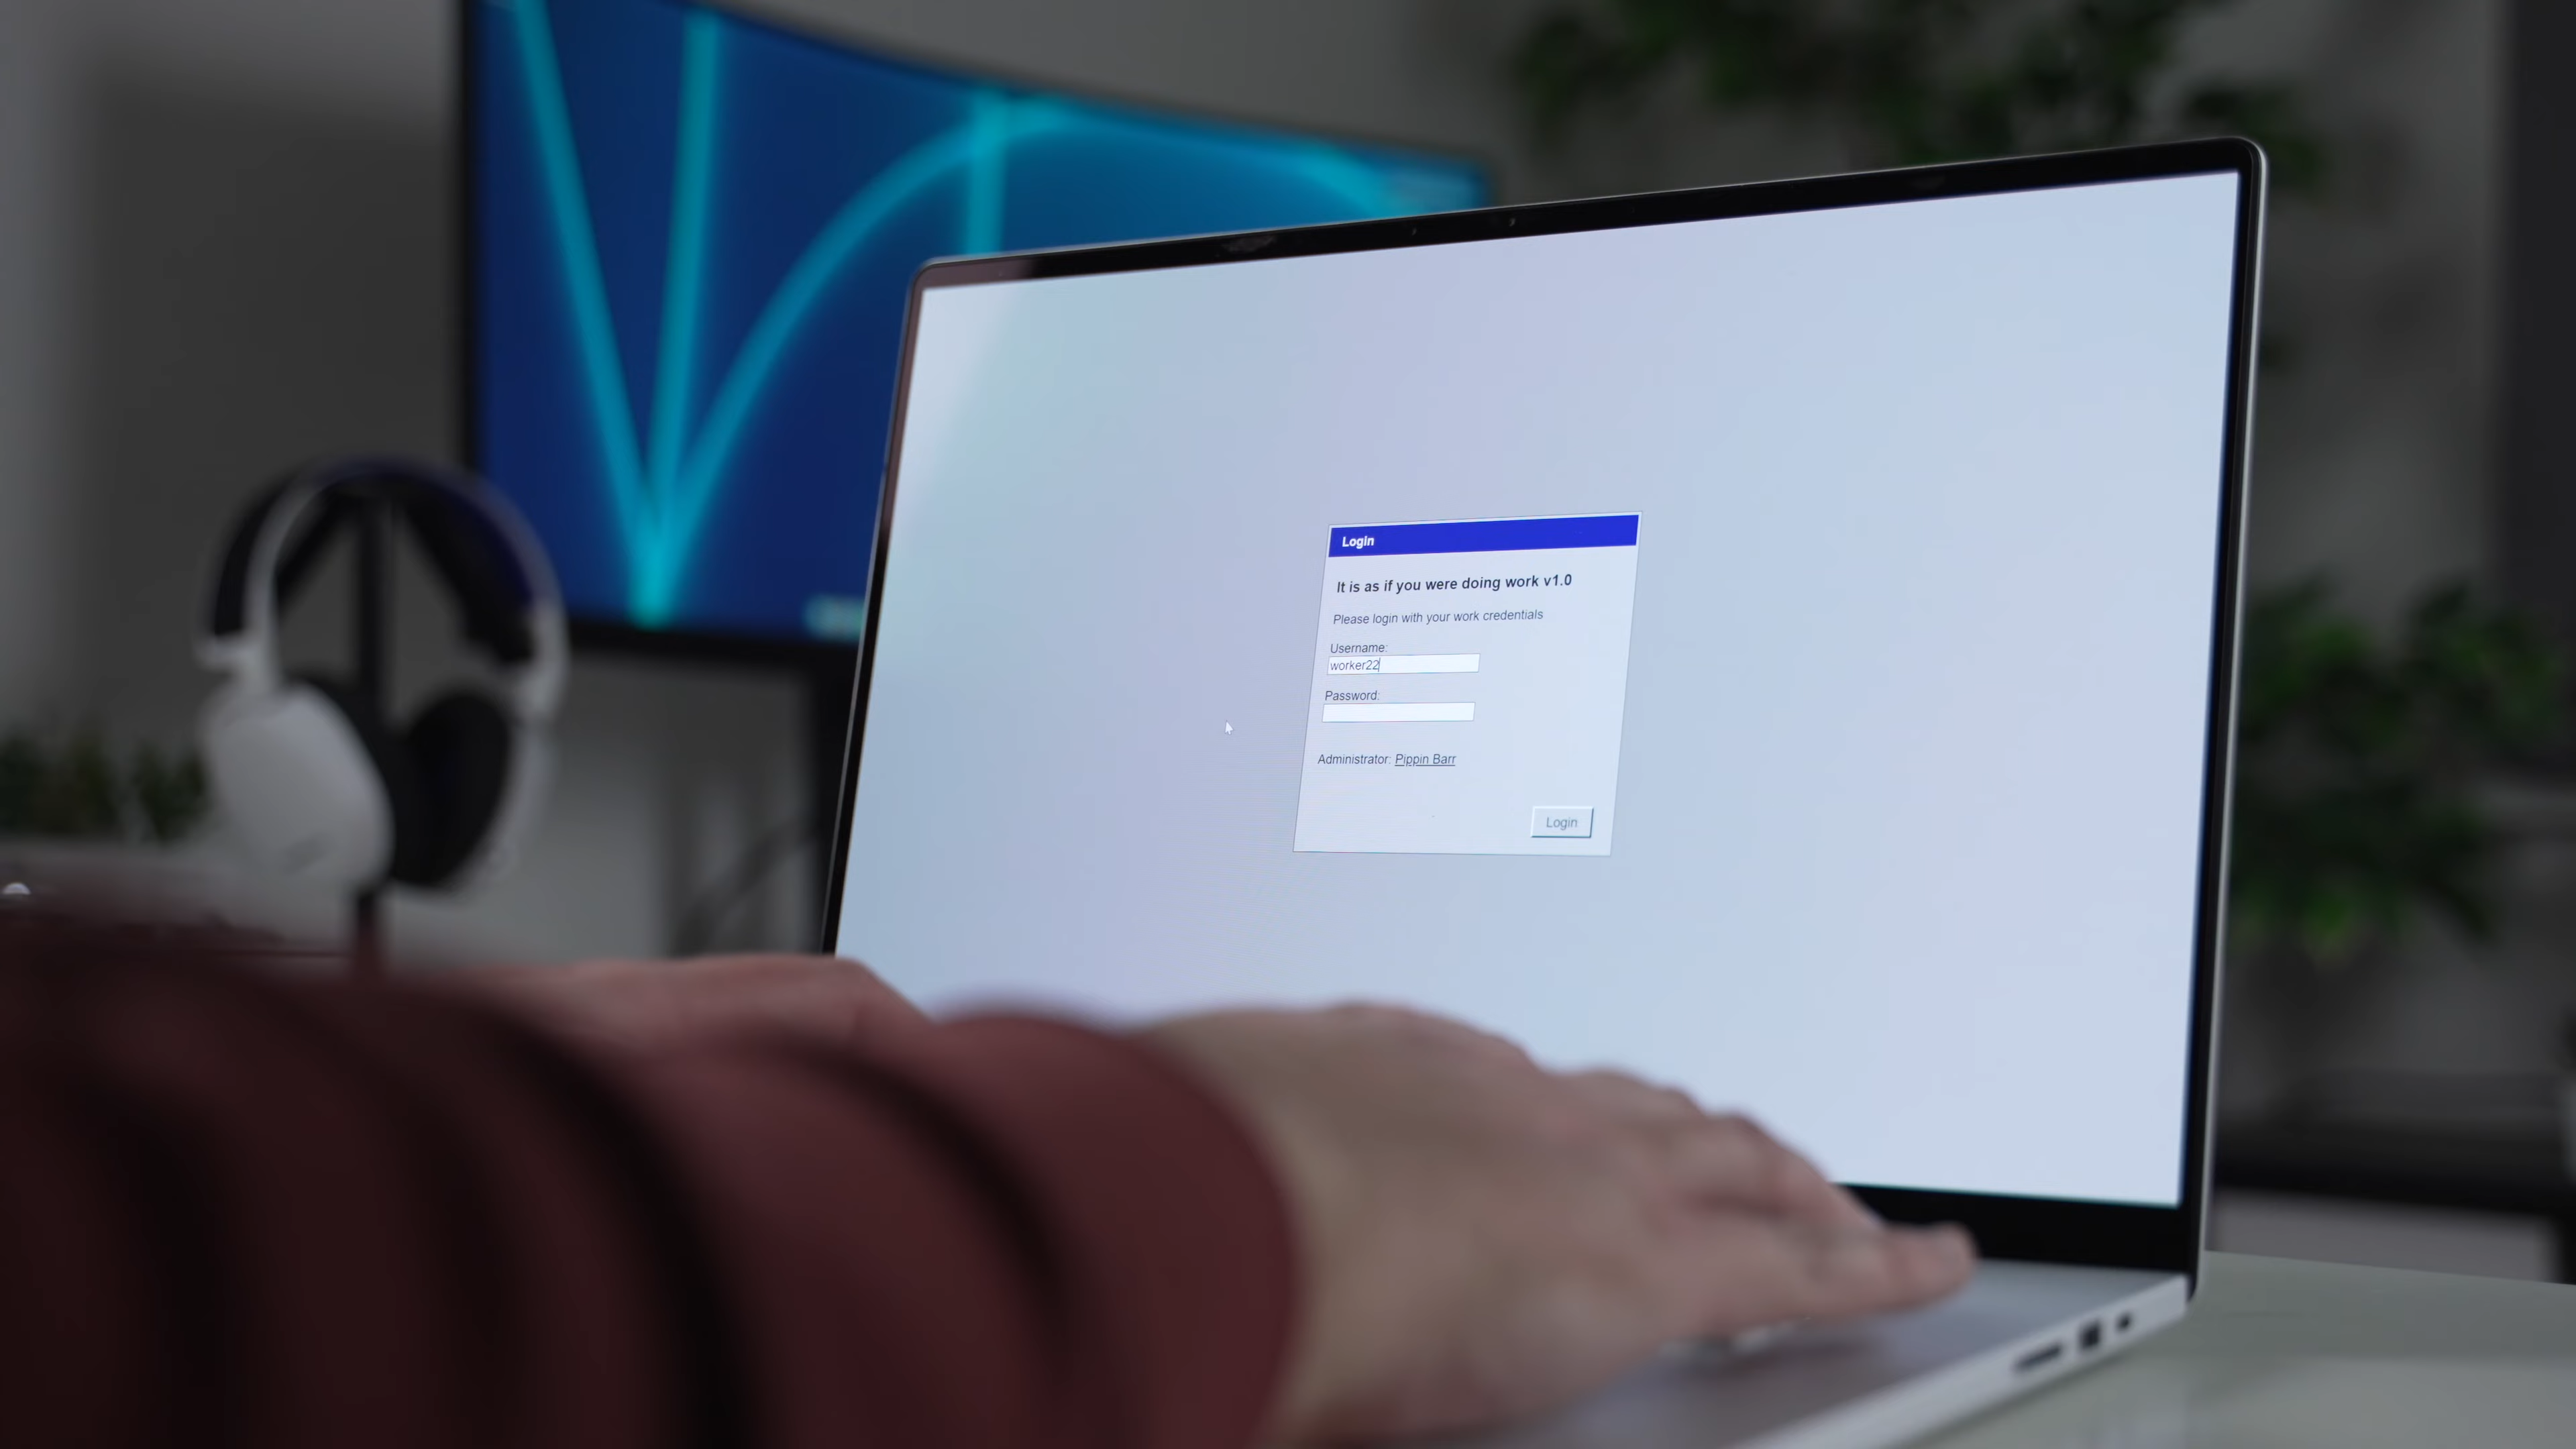 Login
It is as if you were doing work v1.0
Please login with your work credentials
Username:
worker22
Password:
Administrator: Pippin Barr
Login